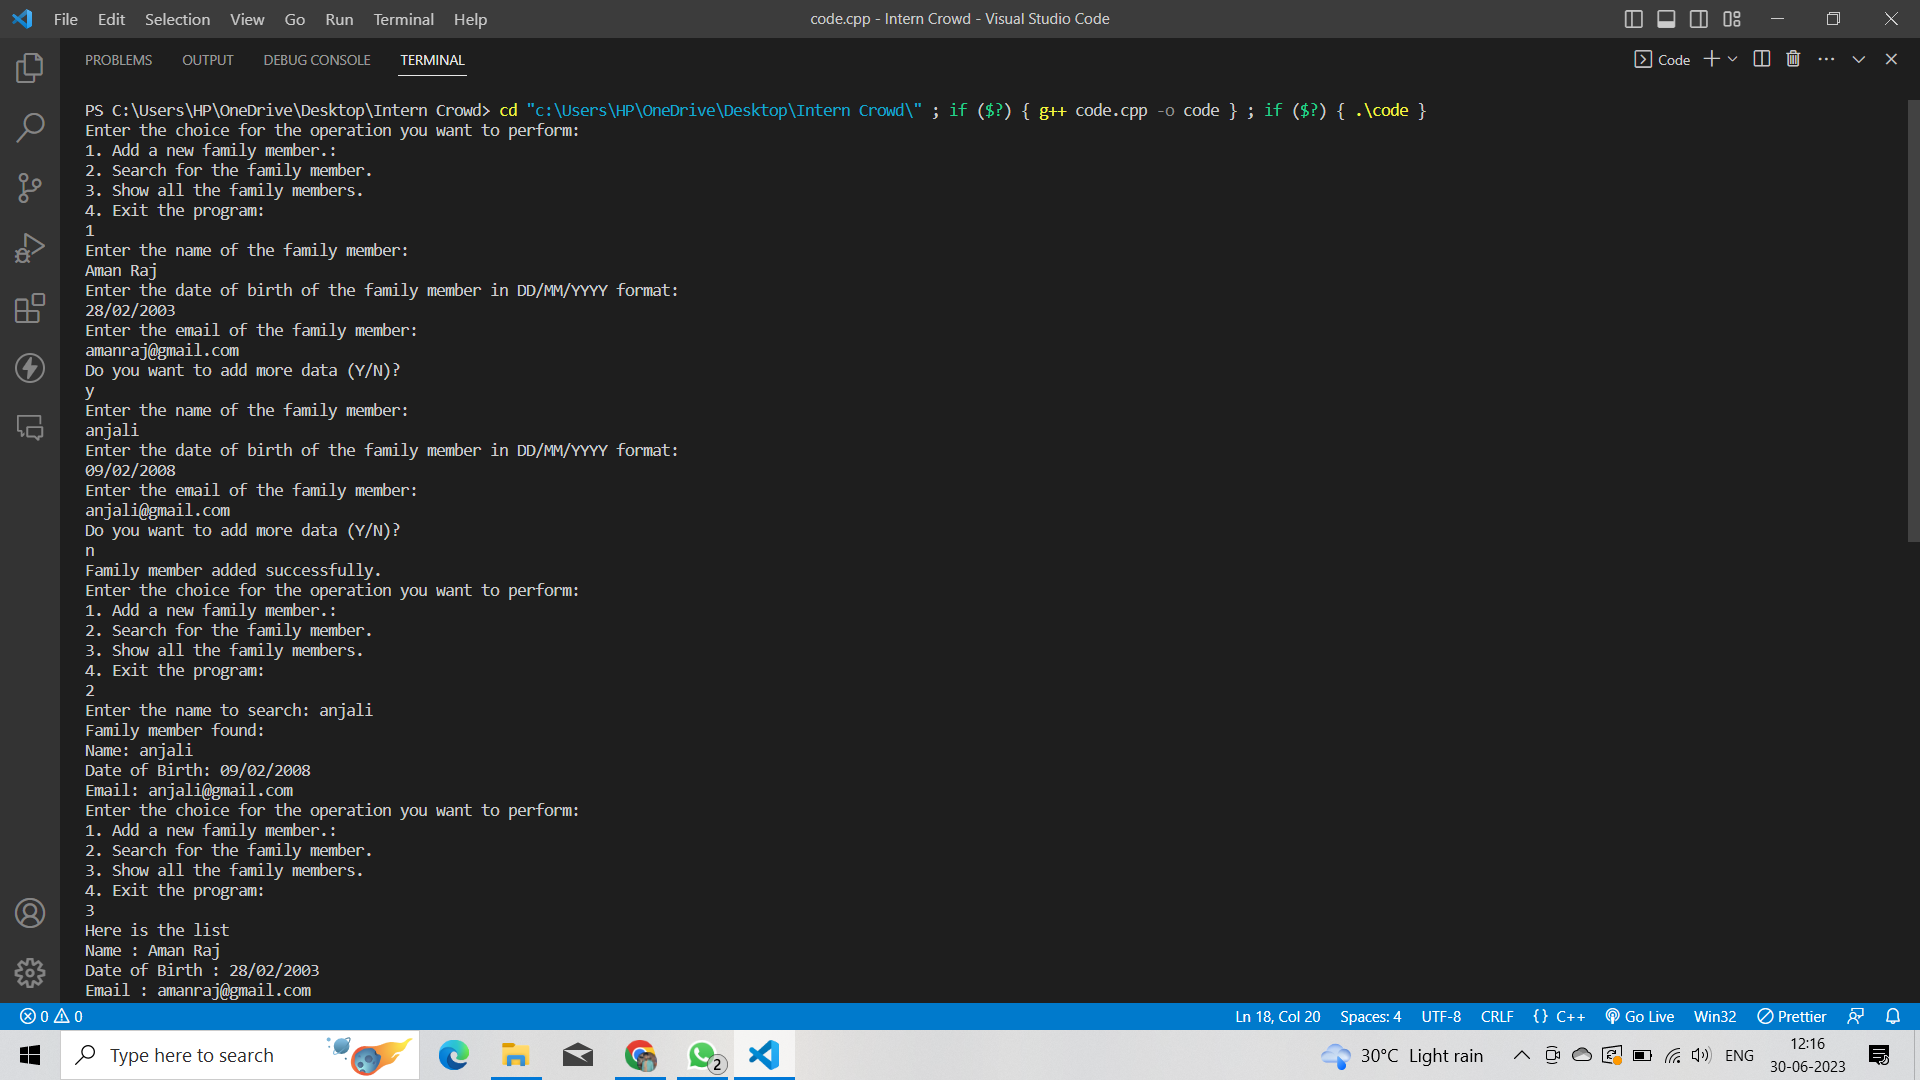 File Edit Selection View Go Run Terminal Help code.cpp - Intern Crowd - Visual Studio Code
PROBLEMS OUTPUT DEBUG CONSOLE TERMINAL Code
PS C:\Users\HP\OneDrive\Desktop\Intern Crowd> cd "c:\Users\HP\OneDrive\Desktop\Intern Crowd\" ; if ($?) { g++ code.cpp -o code } ; if ($?) { .\code }
Enter the choice for the operation you want to perform:
1. Add a new family member.:
2. Search for the family member.
3. Show all the family members.
4. Exit the program:
1
Enter the name of the family member:
Aman Raj
Enter the date of birth of the family member in DD/MM/YYYY format:
28/02/2003
Enter the email of the family member:
amanraj@gmail.com
Do you want to add more data (Y/N)?
y
Enter the name of the family member:
anjali
Enter the date of birth of the family member in DD/MM/YYYY format:
09/02/2008
Enter the email of the family member:
anjali@gmail.com
Do you want to add more data (Y/N)?
n
Family member added successfully.
Enter the choice for the operation you want to perform:
1. Add a new family member.:
2. Search for the family member.
3. Show all the family members.
4. Exit the program:
2
Enter the name to search: anjali
Family member found:
Name: anjali
Date of Birth: 09/02/2008
Email: anjali@gmail.com
Enter the choice for the operation you want to perform:
1. Add a new family member.:
2. Search for the family member.
3. Show all the family members.
4. Exit the program:
3
Here is the list
Name : Aman Raj
Date of Birth : 28/02/2003
Email : amanraj@gmail.com
0 0 Ln 18, Col 20 Spaces: 4 UTF-8 CRLF {} C++ Go Live Win32 Prettier
Type here to search 2 30°C Light rain ENG 12:16
30-06-2023